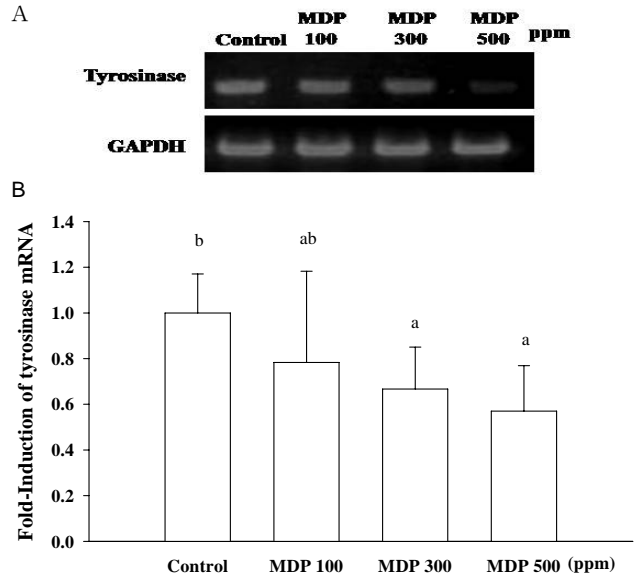 A
Control MDP 100 MDP 300 MDP 500 ppm
Tyrosinase
GAPDH
B
Fold-Induction of tyrosinase mRNA
1.4
1.2
1.0
0.8
0.6
0.4
0.2
0.0
b
ab
a
a
Control MDP 100 MDP 300 MDP 500 (ppm)